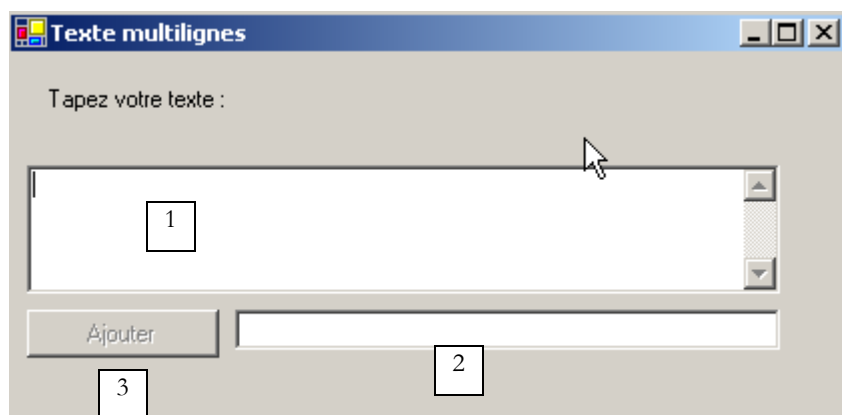 Texte multilignes
Tapez votre texte :
1
Ajouter
2
3